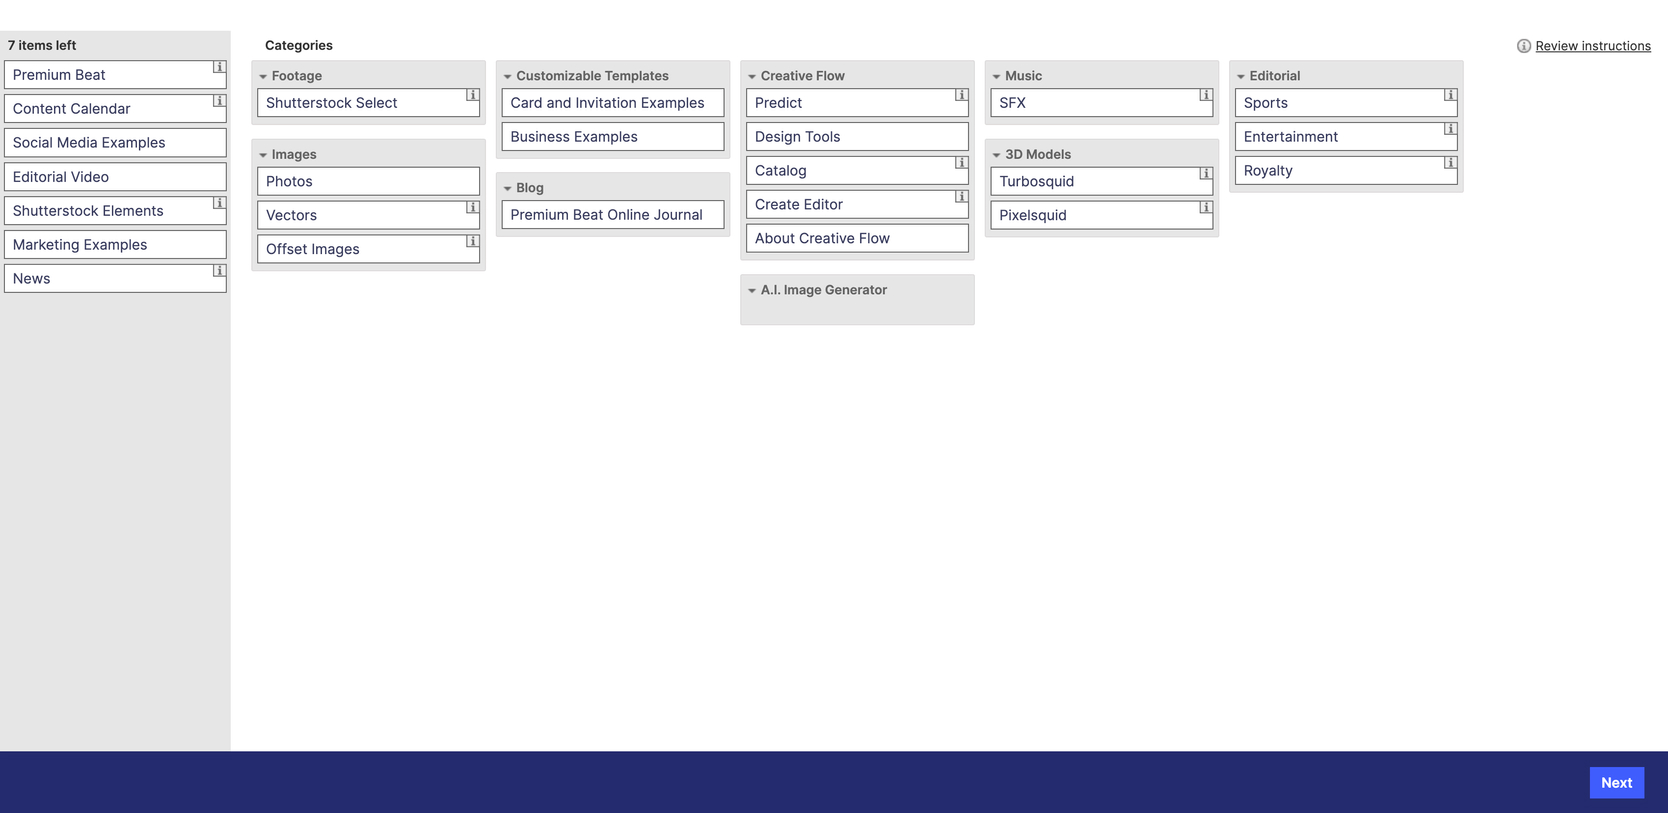 7 items left
Premium Beat
Content Calendar
Social Media Examples
Editorial Video
Shutterstock Elements
Marketing Examples
News
Categories
Review instructions
Footage
Shutterstock Select
Images
Photos
Vectors
Offset Images
Customizable Templates
Card and Invitation Examples
Business Examples
Blog
Premium Beat Online Journal
Creative Flow
Predict
Design Tools
Catalog
Create Editor
About Creative Flow
A.I. Image Generator
Music
SFX
3D Models
Turbosquid
Pixelsquid
Editorial
Sports
Entertainment
Royalty
Next